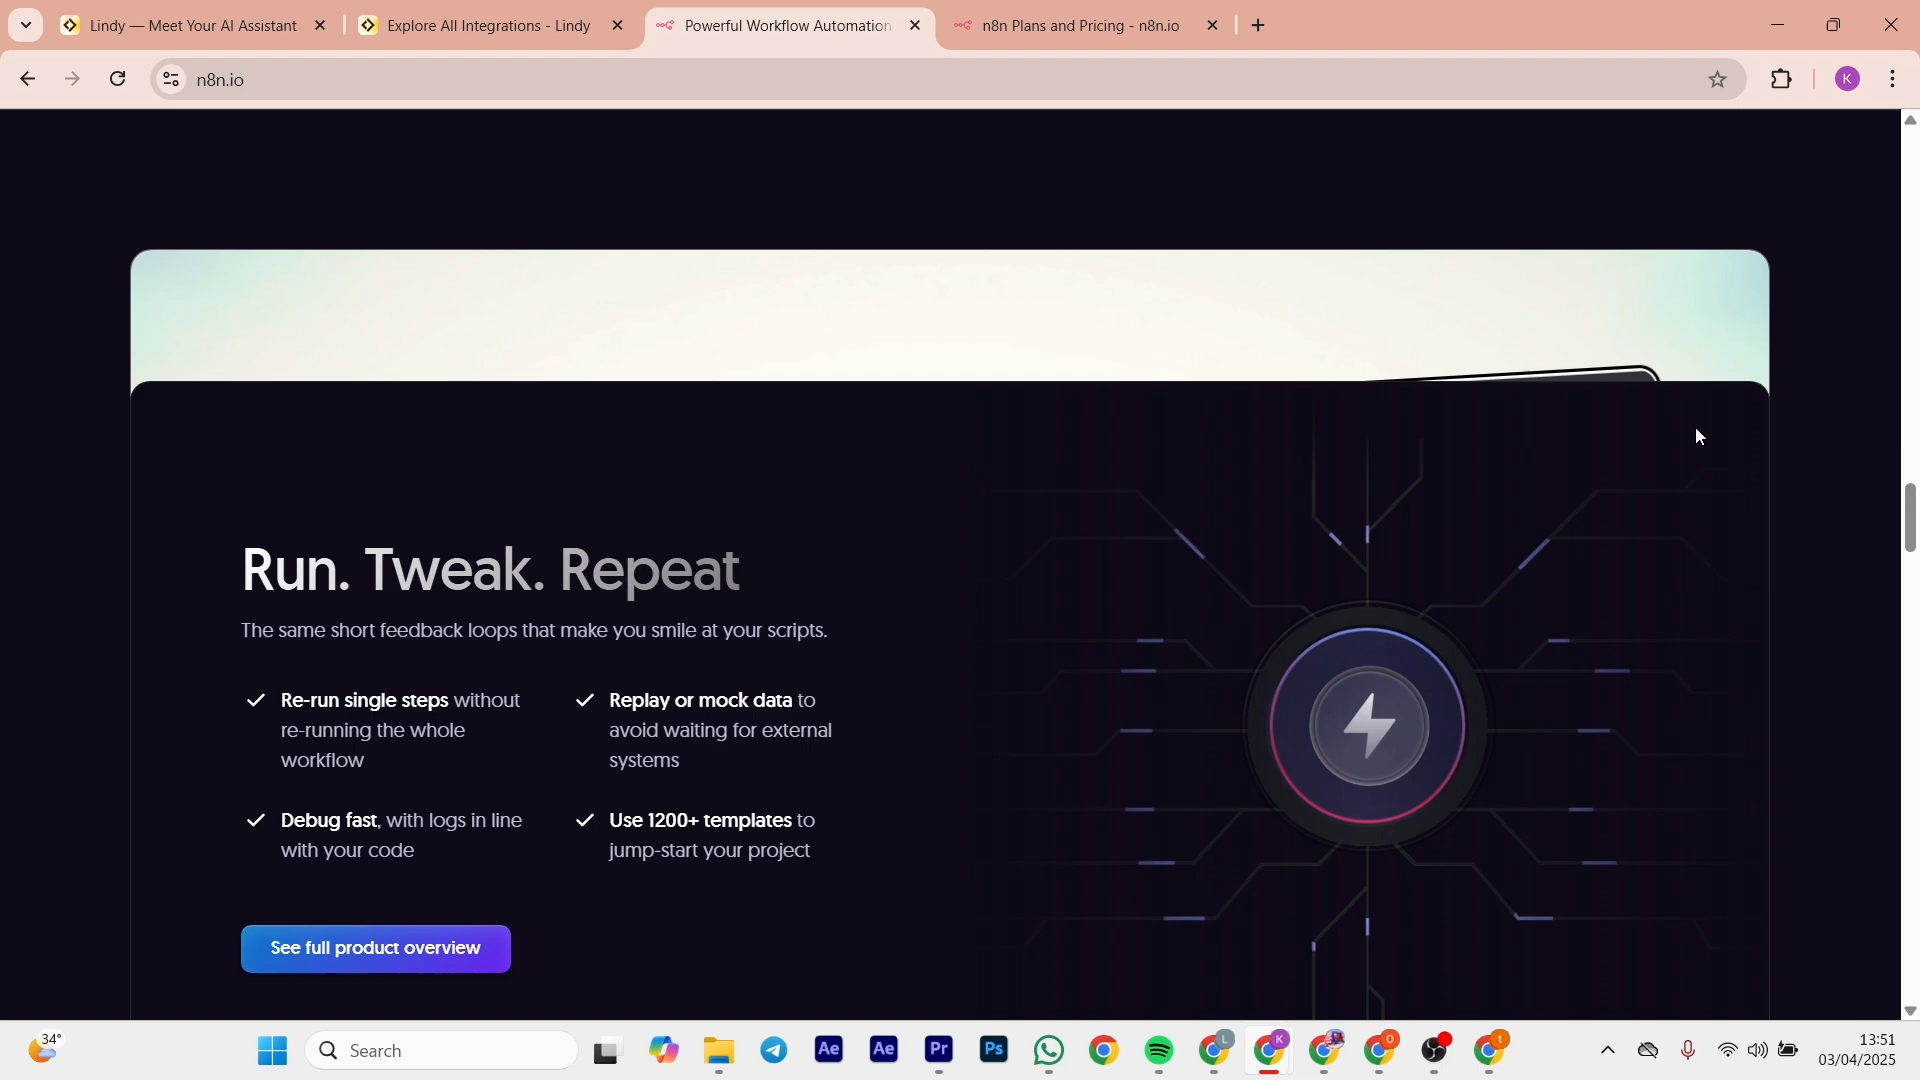 Lindy — Meet Your AI Assistant
Explore All Integrations - Lindy
Powerful Workflow Automation
n8n Plans and Pricing - n8n.io
n8n.io
K
Run. Tweak. Repeat
The same short feedback loops that make you smile at your scripts.
Re-run single steps without
re-running the whole
workflow
Replay or mock data to
avoid waiting for external
systems
Debug fast, with logs in line
with your code
Use 1200+ templates to
jump-start your project
See full product overview
34°
Search
Ae
Ae
Pr
Ps
L
K
O
t
13:51
03/04/2025